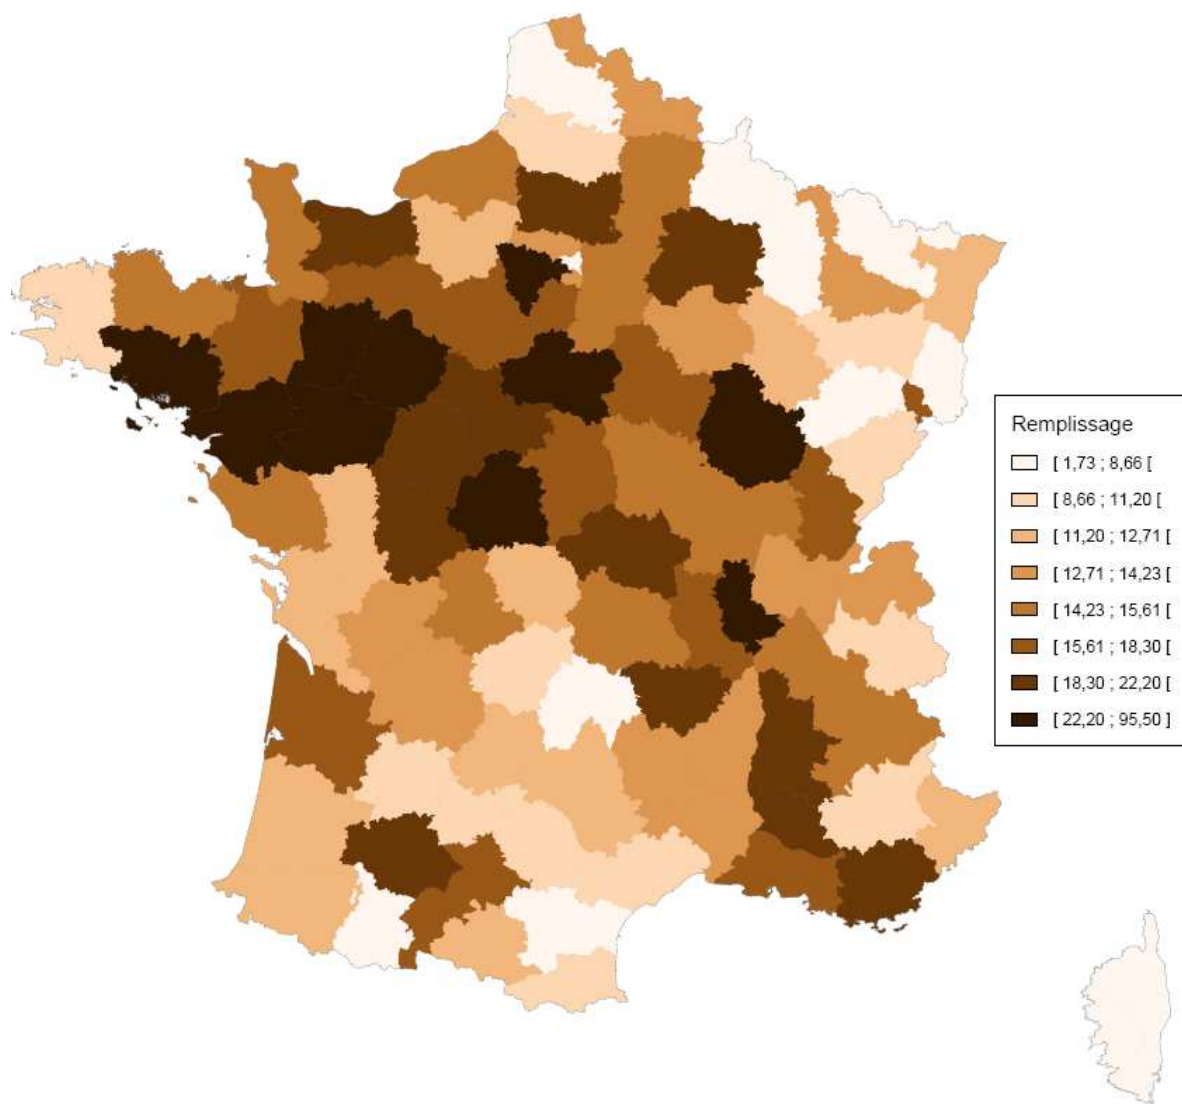 Remplissage
[ 1,73 ; 8,66 [
[ 8,66 ; 11,20 [
[ 11,20 ; 12,71 [
[ 12,71 ; 14,23 [
[ 14,23 ; 15,61 [
[ 15,61 ; 18,30 [
[ 18,30 ; 22,20 [
[ 22,20 ; 95,50 ]